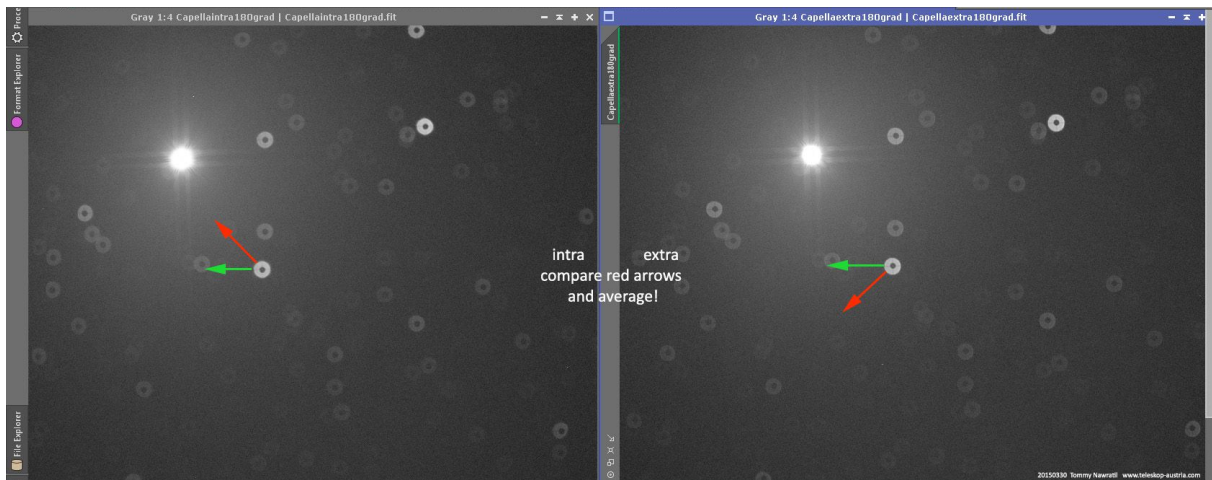 Gray 1:4 Capellaintra180grad | Capellaintra180grad.fit
Gray 1:4 Capellaextra180grad | Capellaextra180grad.fit
Proce
Format Explorer
File Explorer
Capellaextra180grad
intra extra
compare red arrows
and average!
20150330 Tommy Nawratil www.teleskop-austria.com